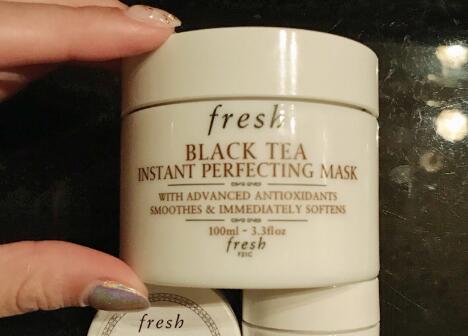 fresh
BLACK TEA
INSTANT PERFECTING MASK
WITH ADVANCED ANTIOXIDANTS
SMOOTHES & IMMEDIATELY SOFTENS
100ml - 3.3floz
fresh
fresh